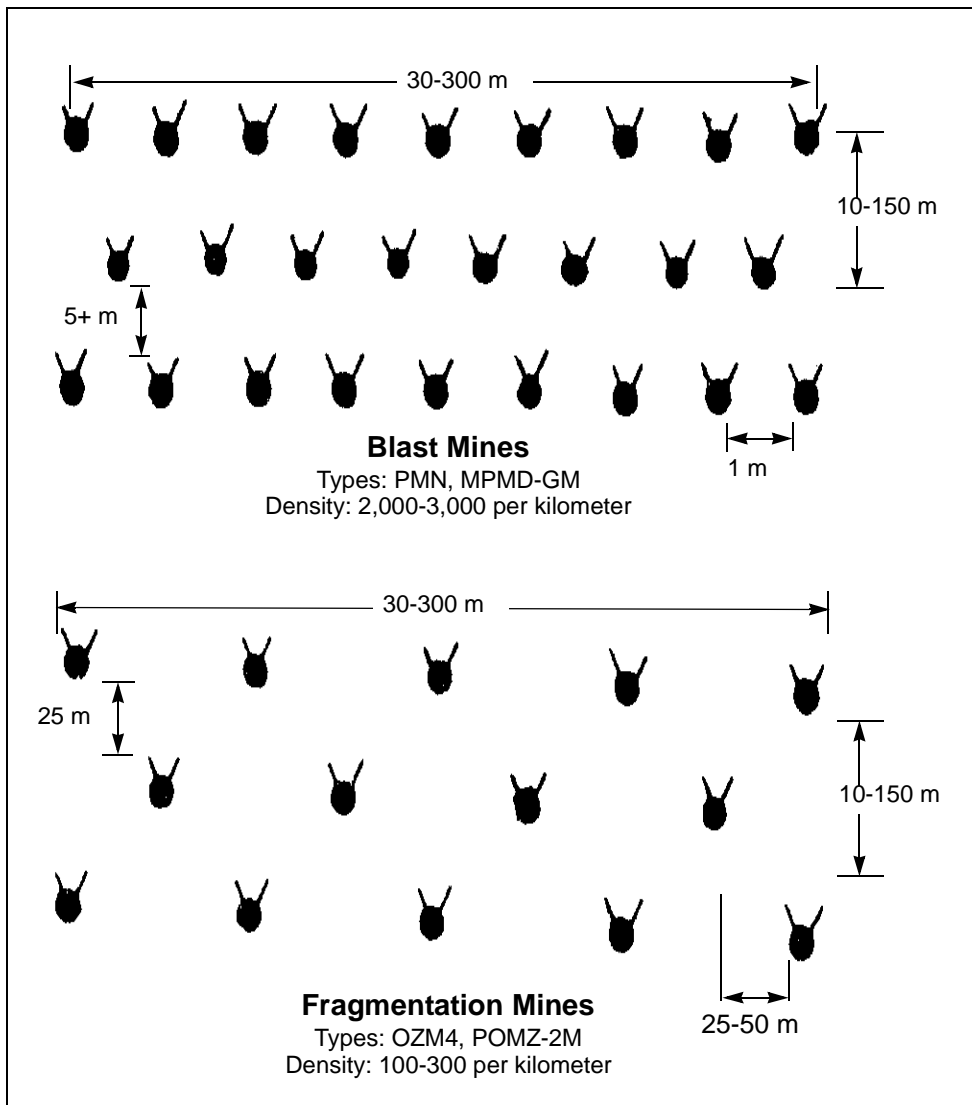 30-300 m
10-150 m
5+ m
1 m
Blast Mines
Types: PMN, MPMD-GM
Density: 2,000-3,000 per kilometer
30-300 m
25 m
10-150 m
25-50 m
Fragmentation Mines
Types: OZM4, POMZ-2M
Density: 100-300 per kilometer